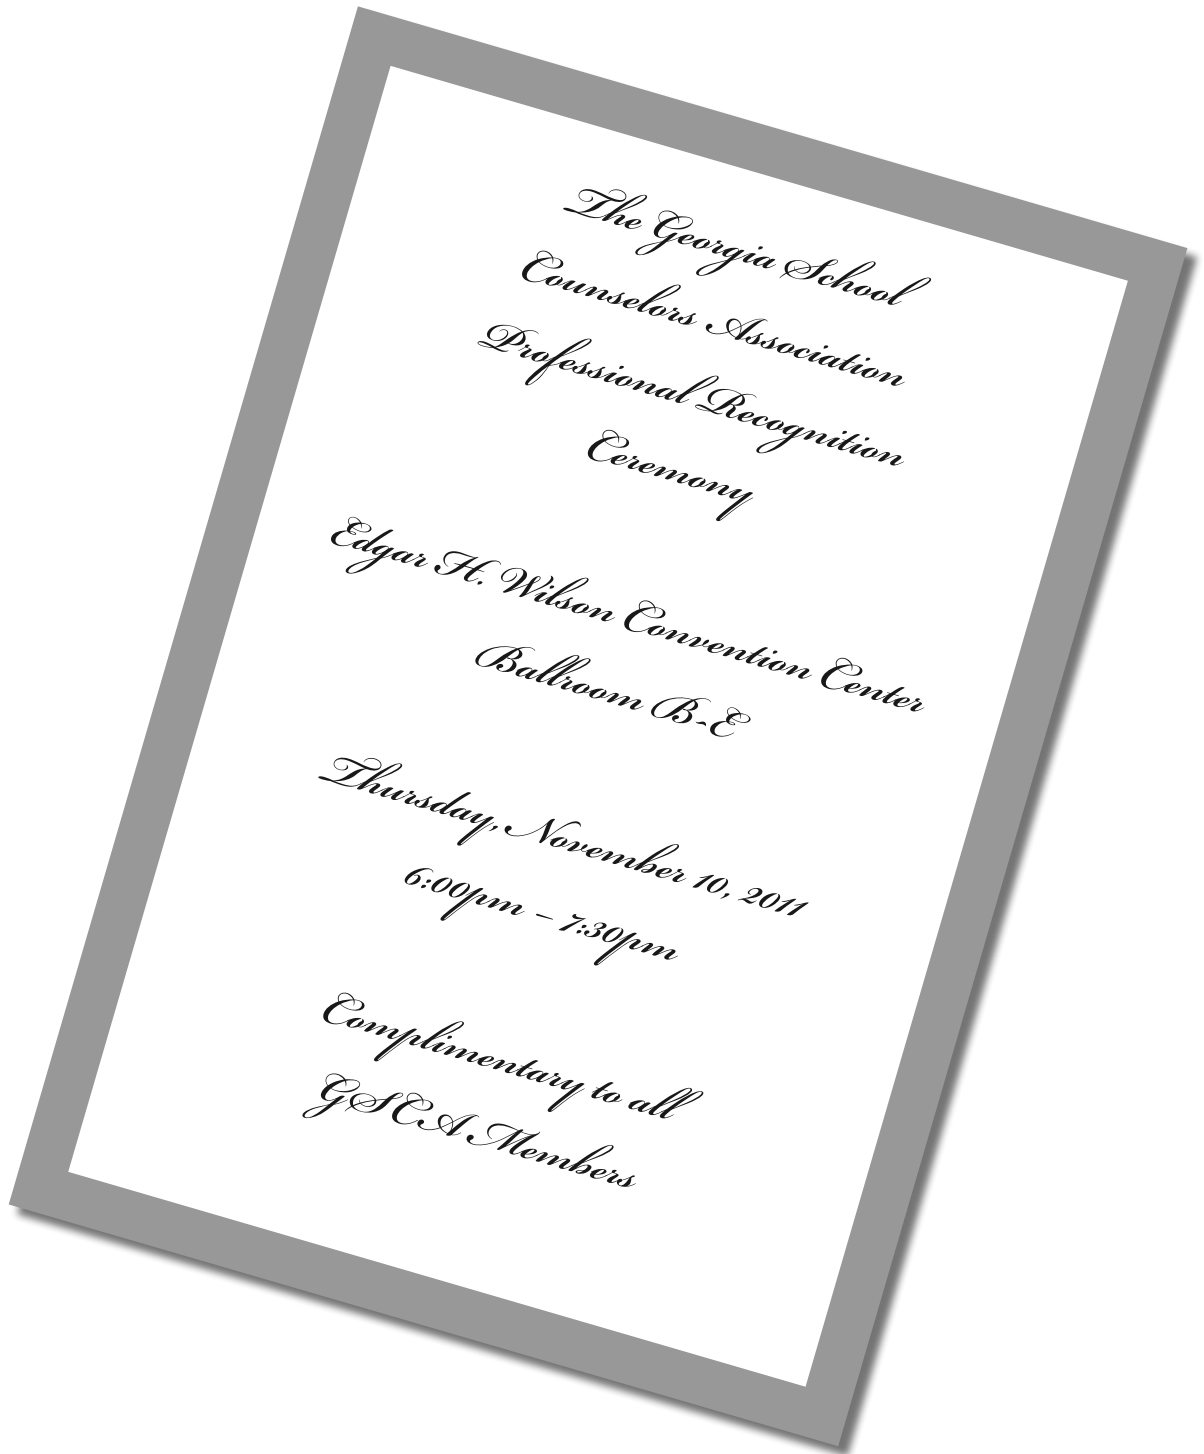 The Georgia School
Counselors Association
Professional Recognition
Ceremony
Edgar H. Wilson Convention Center
Ballroom B-E
Thursday, November 10, 2011
6:00pm – 7:30pm
Complimentary to all
GSCA Members